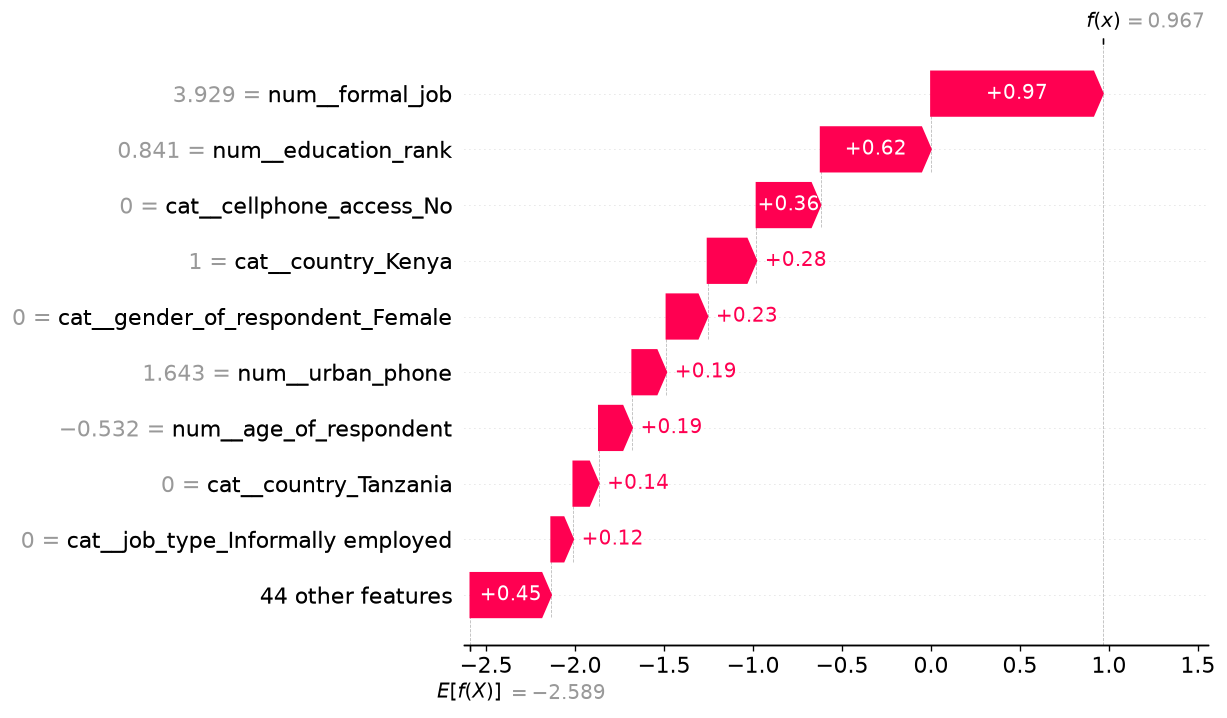 f(x) = 0.967
3.929 = num__formal_job +0.97
0.841 = num__education_rank +0.62
0 = cat__cellphone_access_No +0.36
1 = cat__country_Kenya +0.28
0 = cat__gender_of_respondent_Female +0.23
1.643 = num__urban_phone +0.19
−0.532 = num__age_of_respondent +0.19
0 = cat__country_Tanzania +0.14
0 = cat__job_type_Informally employed +0.12
44 other features +0.45
−2.5 −2.0 −1.5 −1.0 −0.5 0.0 0.5 1.0 1.5
E[f(X)] = −2.589